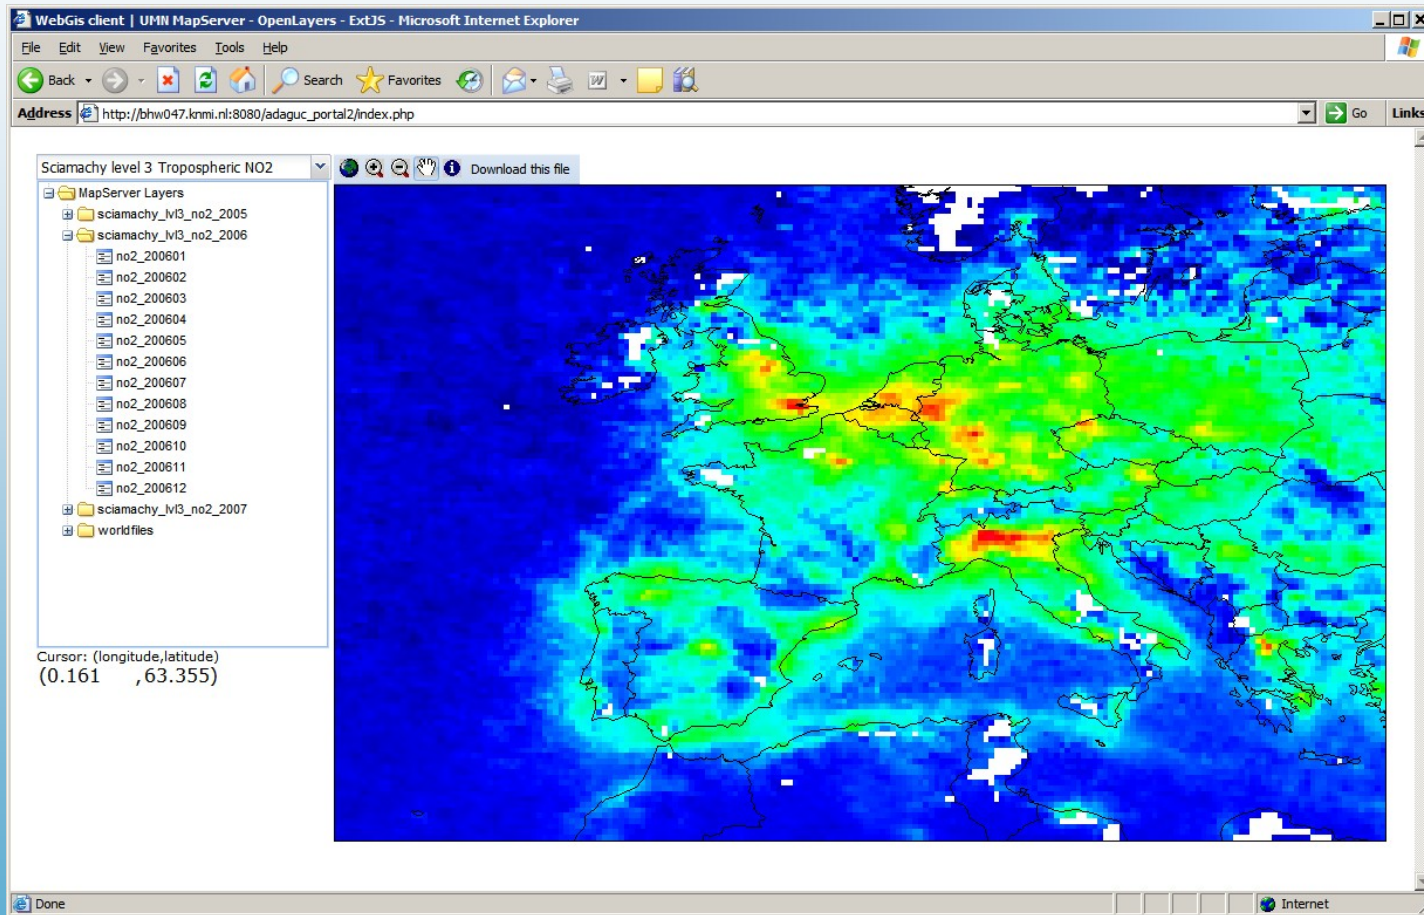 WebGis client | UMN MapServer - OpenLayers - ExtJS - Microsoft Internet Explorer
File Edit View Favorites Tools Help
Back Search Favorites
Address http://bhw047.knmi.nl:8080/adaguc_portal2/index.php Go Links
Sciamachy level 3 Tropospheric NO2 Download this file
MapServer Layers
sciamachy_lvl3_no2_2005
sciamachy_lvl3_no2_2006
no2_200601
no2_200602
no2_200603
no2_200604
no2_200605
no2_200606
no2_200607
no2_200608
no2_200609
no2_200610
no2_200611
no2_200612
sciamachy_lvl3_no2_2007
worldfiles
Cursor: (longitude,latitude)
(0.161 ,63.355)
Done Internet